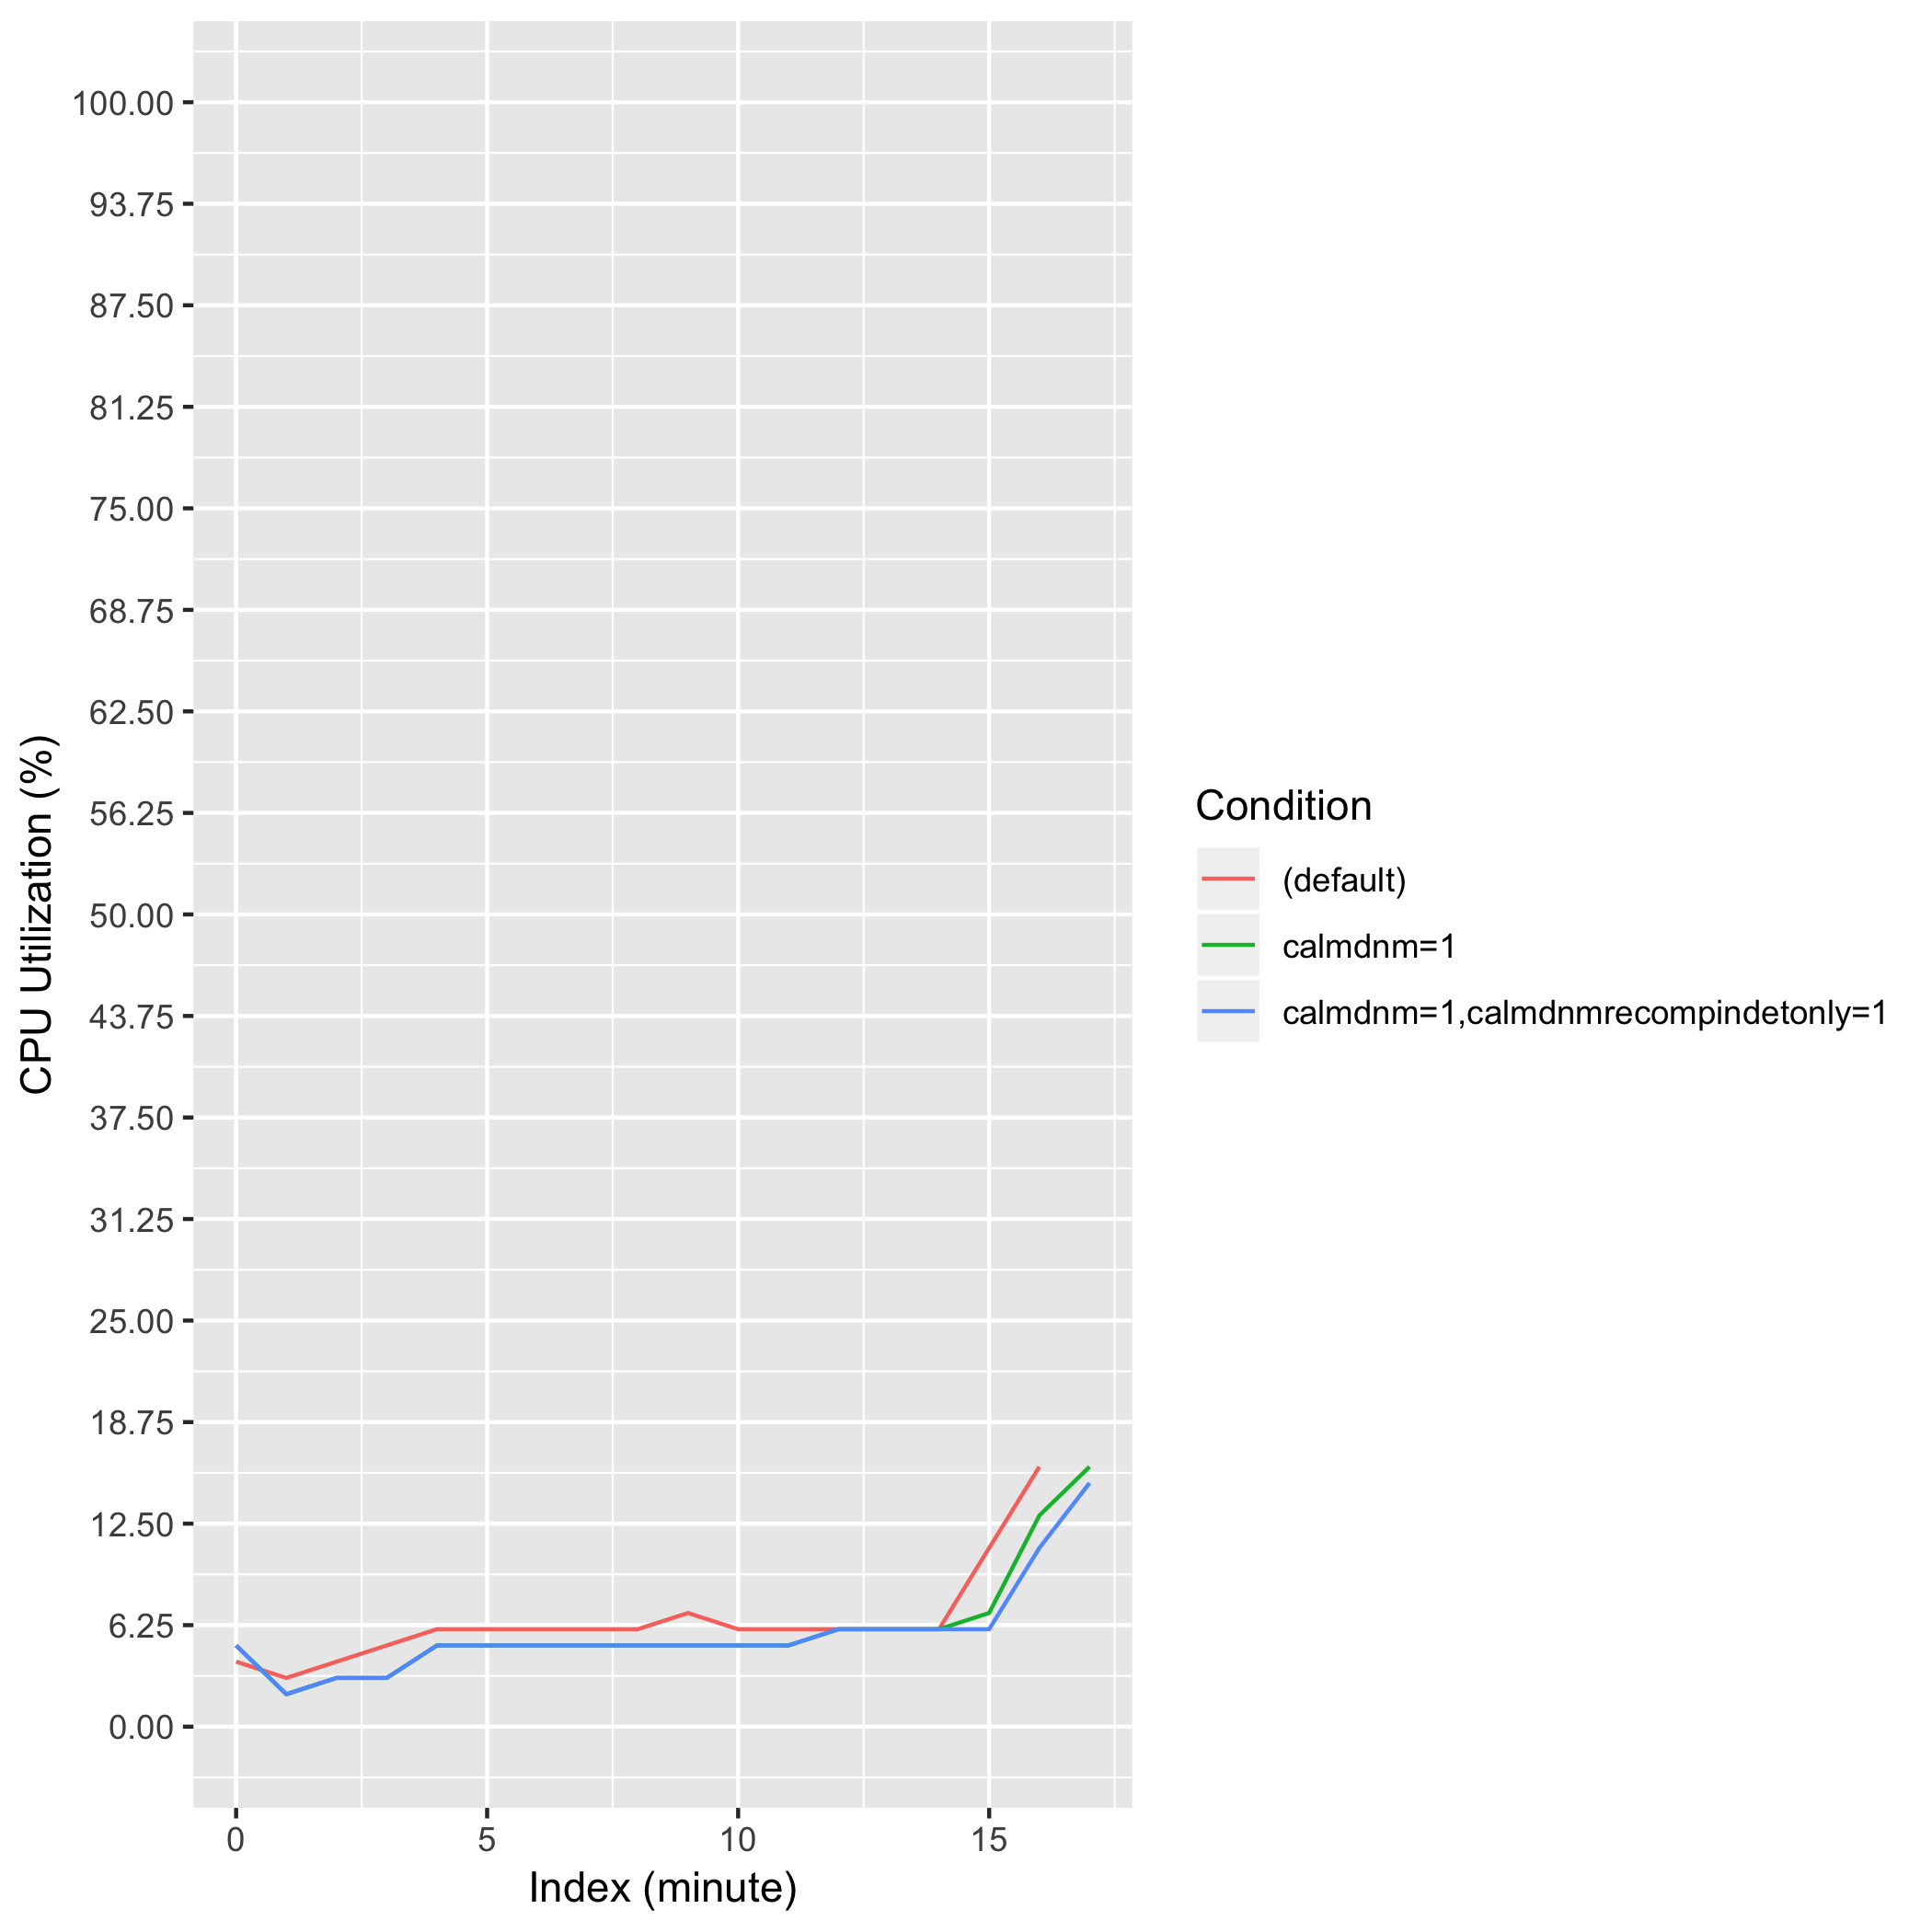 CPU Utilization (%)
100.00
93.75
87.50
81.25
75.00
68.75
62.50
56.25
50.00
43.75
37.50
31.25
25.00
18.75
12.50
6.25
0.00
0 5 10 15
Index (minute)
Condition
(default)
calmdnm=1
calmdnm=1,calmdnmrecompindetonly=1